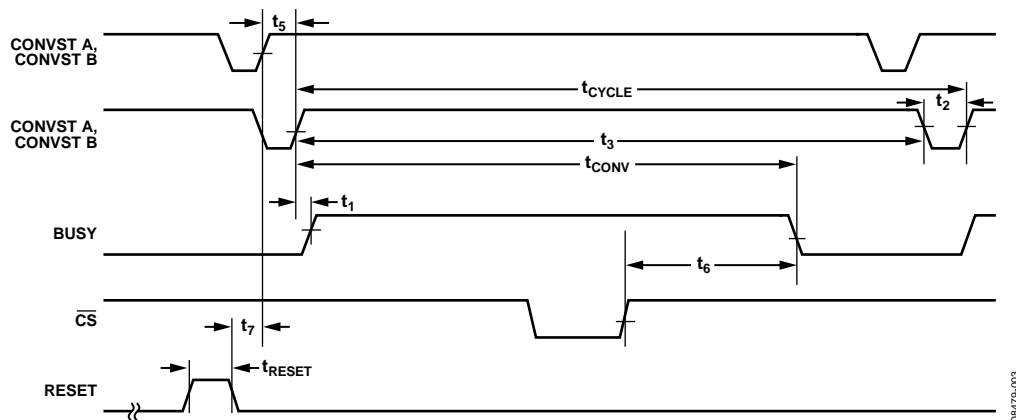 t5
CONVST A,
CONVST B
tCYCLE
t2
CONVST A,
CONVST B
t3
tCONV
t1
BUSY
t6
CS
t7
tRESET
RESET
08479-003